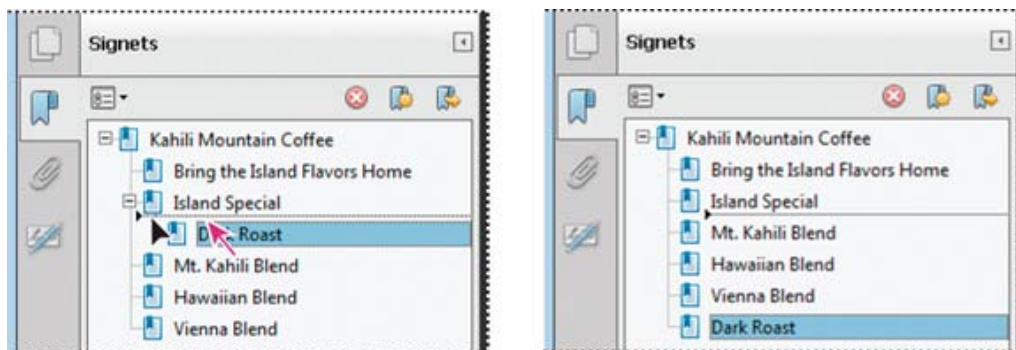 Signets
Kahili Mountain Coffee
Bring the Island Flavors Home
Island Special
Dark Roast
Mt. Kahili Blend
Hawaiian Blend
Vienna Blend
Signets
Kahili Mountain Coffee
Bring the Island Flavors Home
Island Special
Mt. Kahili Blend
Hawaiian Blend
Vienna Blend
Dark Roast